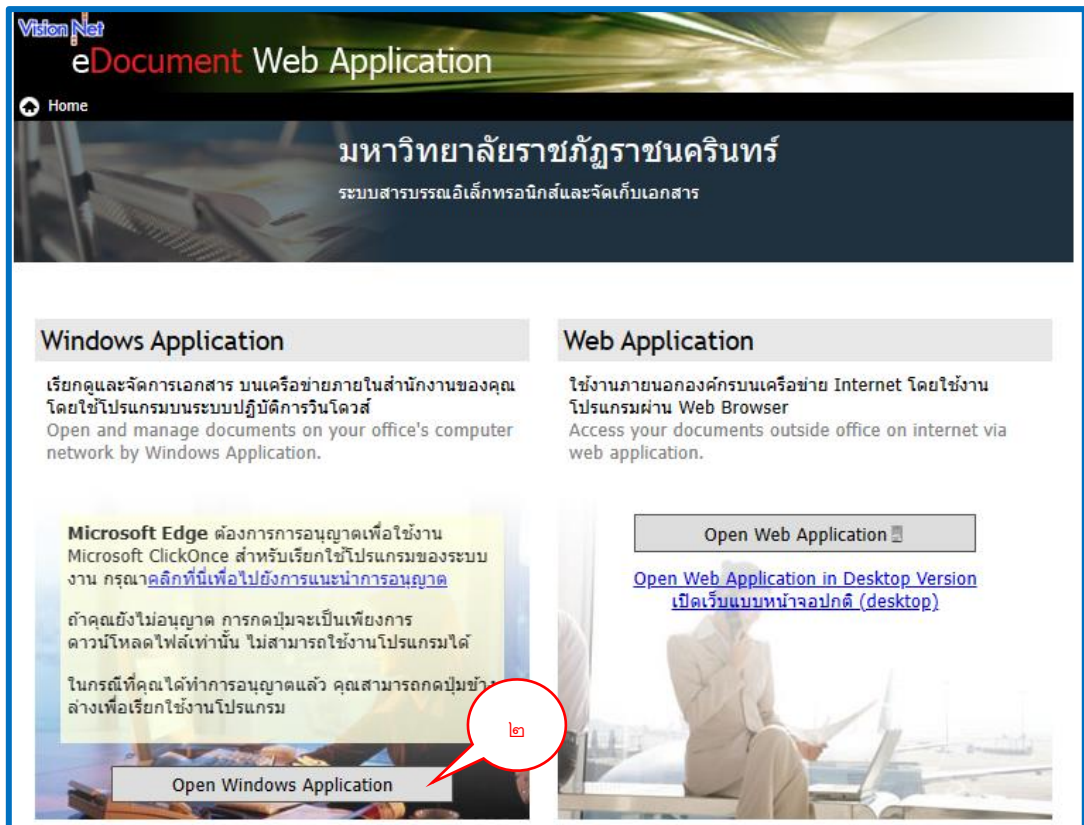 Vision Net
eDocument Web Application
Home
มหาวิทยาลัยราชภัฏราชนครินทร์
ระบบสารบรรณอิเล็กทรอนิกส์และจัดเก็บเอกสาร
Windows Application
เรียกดูและจัดการเอกสาร บนเครือข่ายภายในสำนักงานของคุณ
โดยใช้โปรแกรมบนระบบปฏิบัติการวินโดวส์
Open and manage documents on your office's computer
network by Windows Application.
Microsoft Edge ต้องการการอนุญาตเพื่อใช้งาน
Microsoft ClickOnce สำหรับเรียกใช้โปรแกรมของระบบ
งาน กรุณาคลิกที่นี่เพื่อไปยังการแนะนำการอนุญาต
ถ้าคุณยังไม่อนุญาต การกดปุ่มจะเป็นเพียงการ
ดาวน์โหลดไฟล์เท่านั้น ไม่สามารถใช้งานโปรแกรมได้
ในกรณีที่คุณได้ทำการอนุญาตแล้ว คุณสามารถกดปุ่มข้าง
ล่างเพื่อเรียกใช้งานโปรแกรม
๒
Open Windows Application
Web Application
ใช้งานภายนอกองค์กรบนเครือข่าย Internet โดยใช้งาน
โปรแกรมผ่าน Web Browser
Access your documents outside office on internet via
web application.
Open Web Application
Open Web Application in Desktop Version
เปิดเว็บแบบหน้าจอปกติ (desktop)